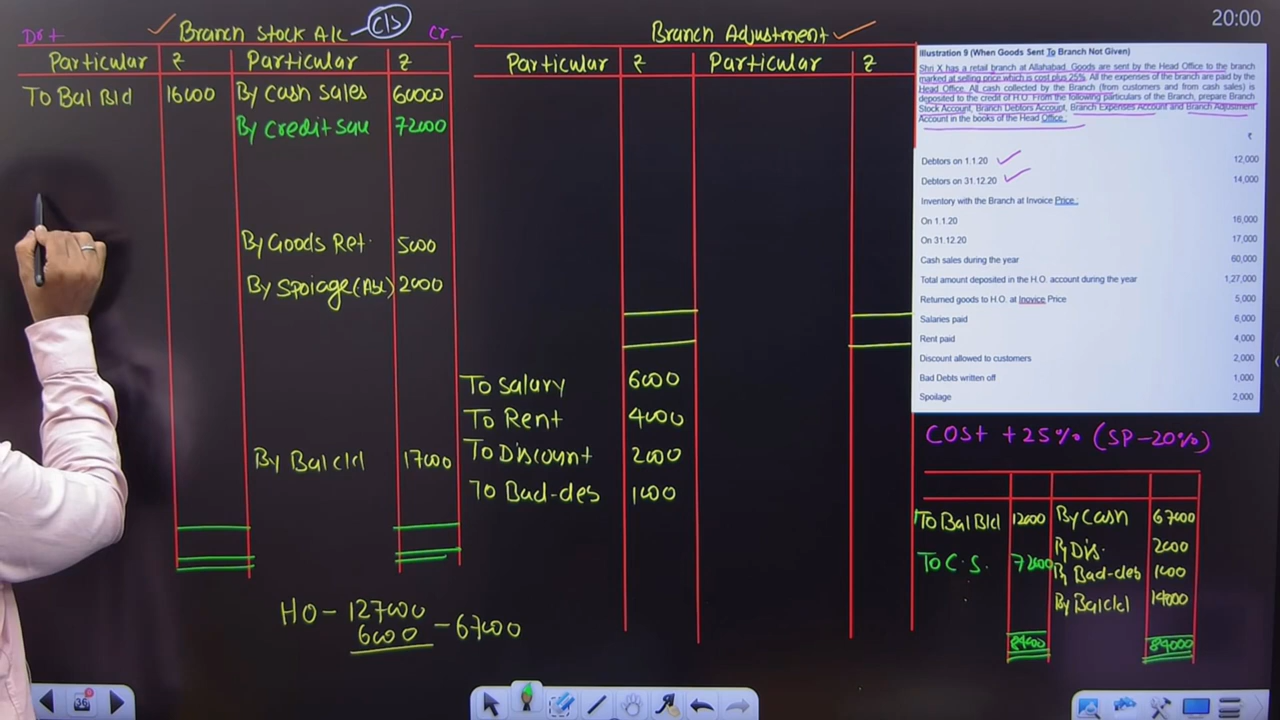 20:00
Dr+
Branch Stock A/c
C/S
Cr-
Particular ₹ Particular ₹
To Bal B/d 16000 By Cash Sales 60000
By Credit Sale 72000
By Goods Ret. 5000
By Spoiage (Abl) 2000
By Bal c/d 17000
HO - 127000
6000 - 67000
Branch Adjustment
Particular ₹ Particular ₹
To Salary 6000
To Rent 4000
To Discount 2000
To Bad-des 1000
Illustration 9 (When Goods Sent To Branch Not Given)
Shri X has a retail branch at Allahabad. Goods are sent by the Head Office to the branch
marked at selling price which is cost plus 25%. All the expenses of the branch are paid by the
Head Office. All cash collected by the Branch (from customers and from cash sales) is
deposited to the credit of H.O. From the following particulars of the Branch, prepare Branch
Stock Account, Branch Debtors Account, Branch Expenses Account and Branch Adjustment
Account in the books of the Head Office :
₹
Debtors on 1.1.20 12,000
Debtors on 31.12.20 14,000
Inventory with the Branch at Invoice Price :
On 1.1.20 16,000
On 31.12.20 17,000
Cash sales during the year 60,000
Total amount deposited in the H.O. account during the year 1,27,000
Returned goods to H.O. at Inovice Price 5,000
Salaries paid 6,000
Rent paid 4,000
Discount allowed to customers 2,000
Bad Debts written off 1,000
Spoilage 2,000
COST +25% (SP-20%)
To Bal B/d 12000 By Cash 67000
By Dis. 2000
To C.S. 72000 By Bad-des 1000
By Bal c/d 14000
84000 84000
36